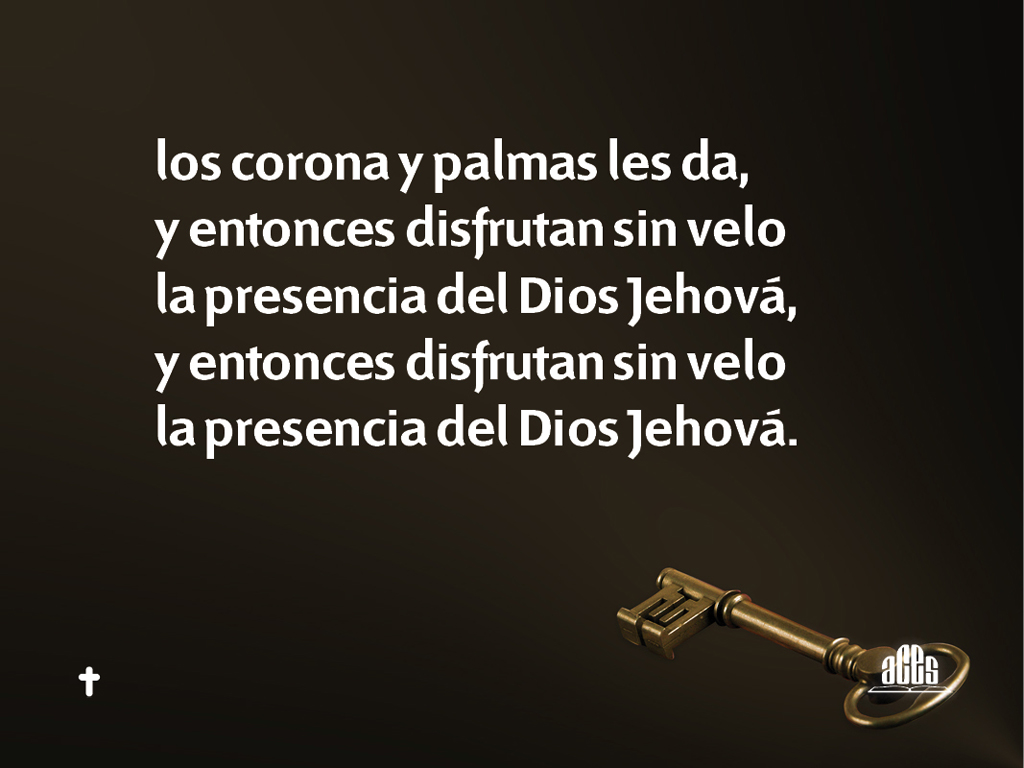 los corona y palmas les da,
y entonces disfrutan sin velo
la presencia del Dios Jehová,
y entonces disfrutan sin velo
la presencia del Dios Jehová.
aces